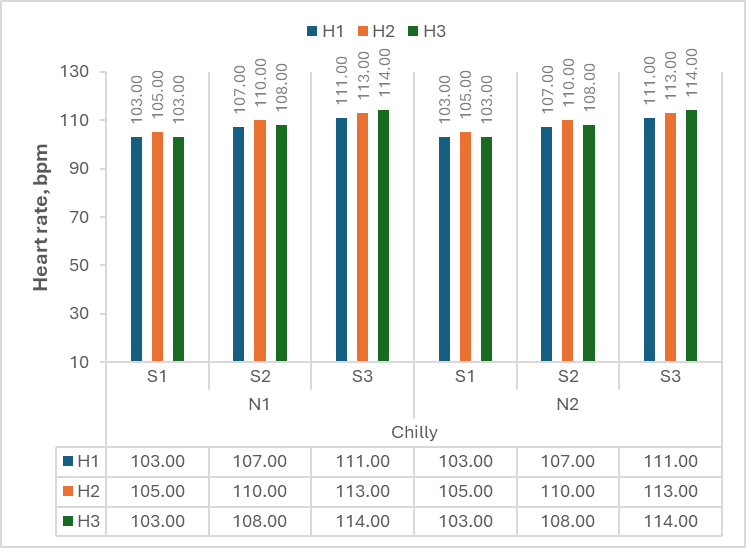 H1 H2 H3
103.00 105.00 103.00 107.00 110.00 108.00 111.00 113.00 114.00 103.00 105.00 103.00 107.00 110.00 108.00 111.00 113.00 114.00
Heart rate, bpm
130
110
90
70
50
30
10
S1 S2 S3 S1 S2 S3
N1 N2
Chilly
H1 103.00 107.00 111.00 103.00 107.00 111.00
H2 105.00 110.00 113.00 105.00 110.00 113.00
H3 103.00 108.00 114.00 103.00 108.00 114.00